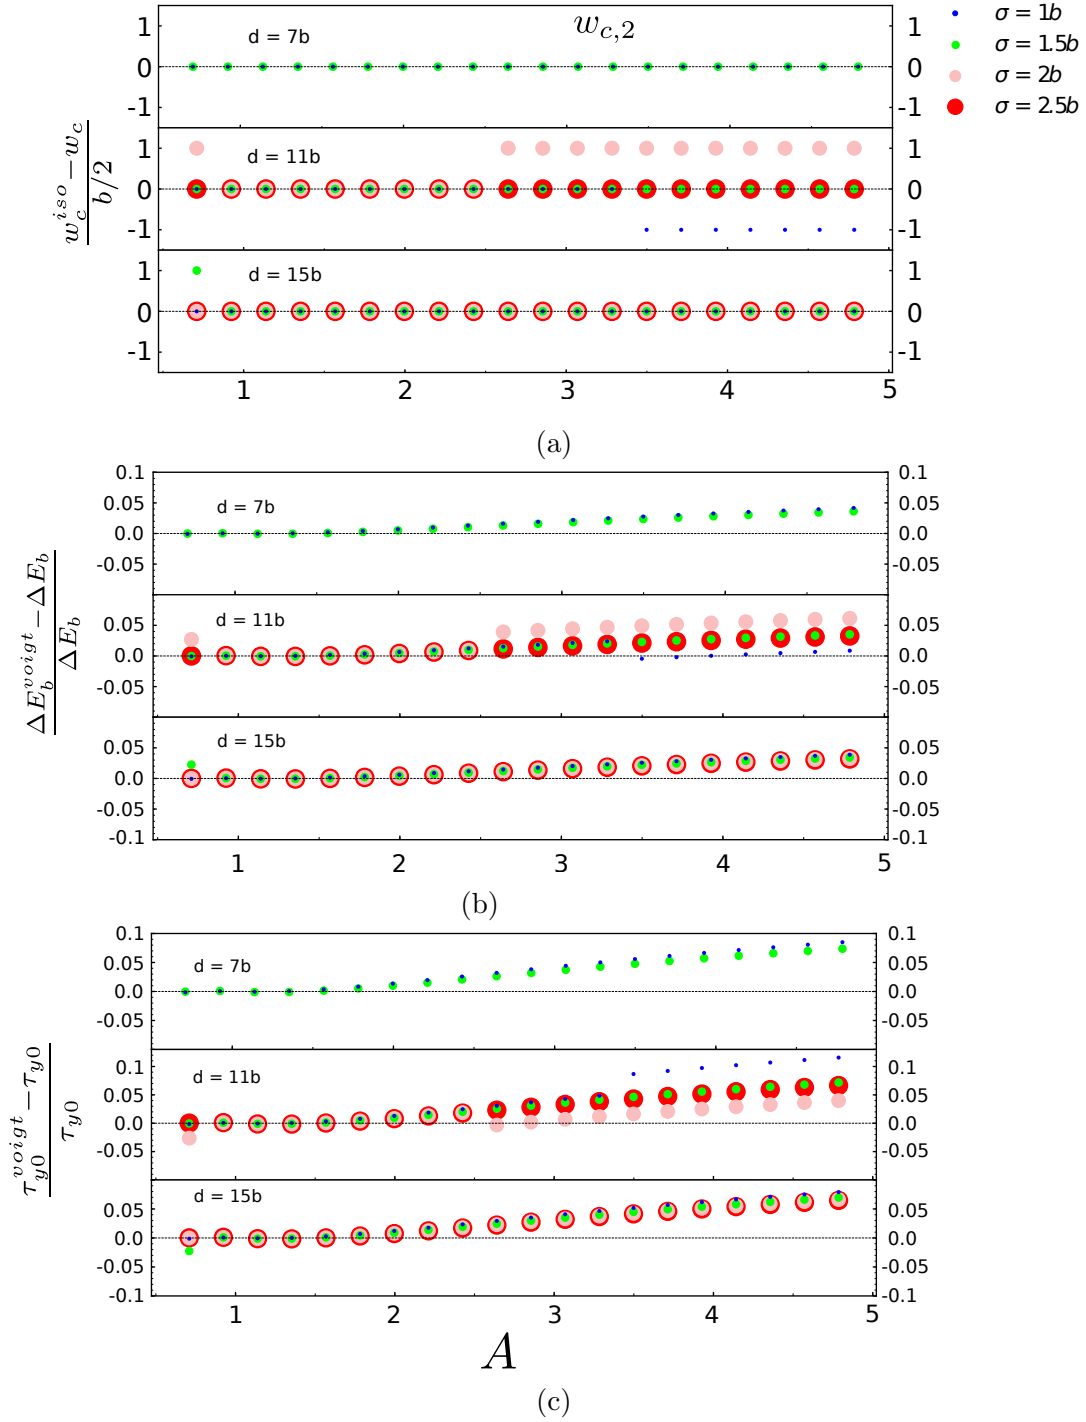 w_{c,2}
σ = 1b
σ = 1.5b
σ = 2b
σ = 2.5b
\frac{w_c^{iso} − w_c}{b/2}
d = 7b
1 1
0 0
-1 -1
d = 11b
1 1
0 0
-1 -1
d = 15b
1 1
0 0
-1 -1
1 2 3 4 5
(a)
\frac{ΔE_b^{voigt} − ΔE_b}{ΔE_b}
0.1 0.1
d = 7b
0.05 0.05
0.0 0.0
-0.05 -0.05
d = 11b
0.05 0.05
0.0 0.0
-0.05 -0.05
d = 15b
0.05 0.05
0.0 0.0
-0.05 -0.05
-0.1 -0.1
1 2 3 4 5
(b)
\frac{τ_{y0}^{voigt} − τ_{y0}}{τ_{y0}}
0.1 0.1
d = 7b
0.05 0.05
0.0 0.0
-0.05 -0.05
0.1 0.1
d = 11b
0.05 0.05
0.0 0.0
-0.05 -0.05
d = 15b
0.05 0.05
0.0 0.0
-0.05 -0.05
-0.1 -0.1
1 2 3 4 5
A
(c)